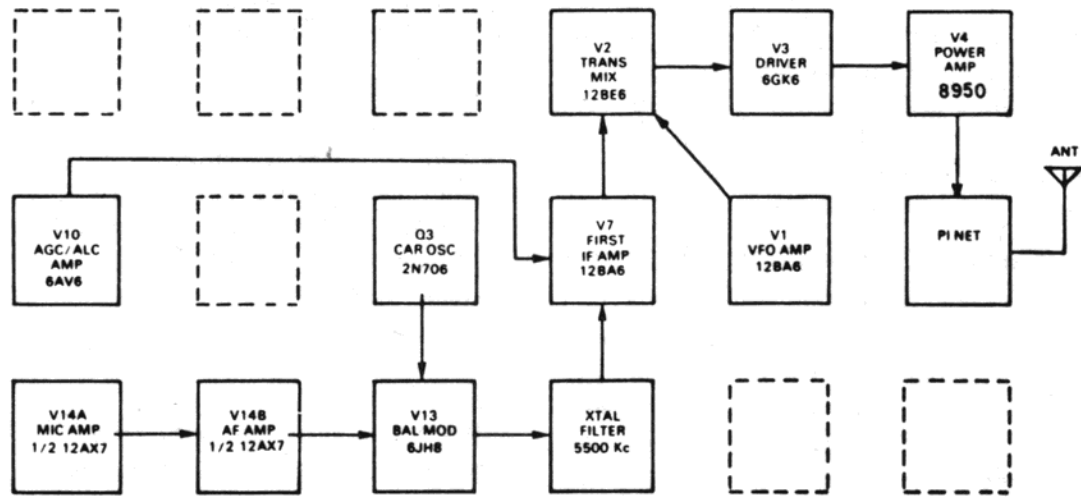 V2
TRANS
MIX
12BE6
V3
DRIVER
6GK6
V4
POWER
AMP
8950
ANT
V10
AGC/ALC
AMP
6AV6
Q3
CAR OSC
2N706
V7
FIRST
IF AMP
12BA6
V1
VFO AMP
12BA6
PI NET
V14A
MIC AMP
1/2 12AX7
V14B
AF AMP
1/2 12AX7
V13
BAL MOD
6JH8
XTAL
FILTER
5500 Kc